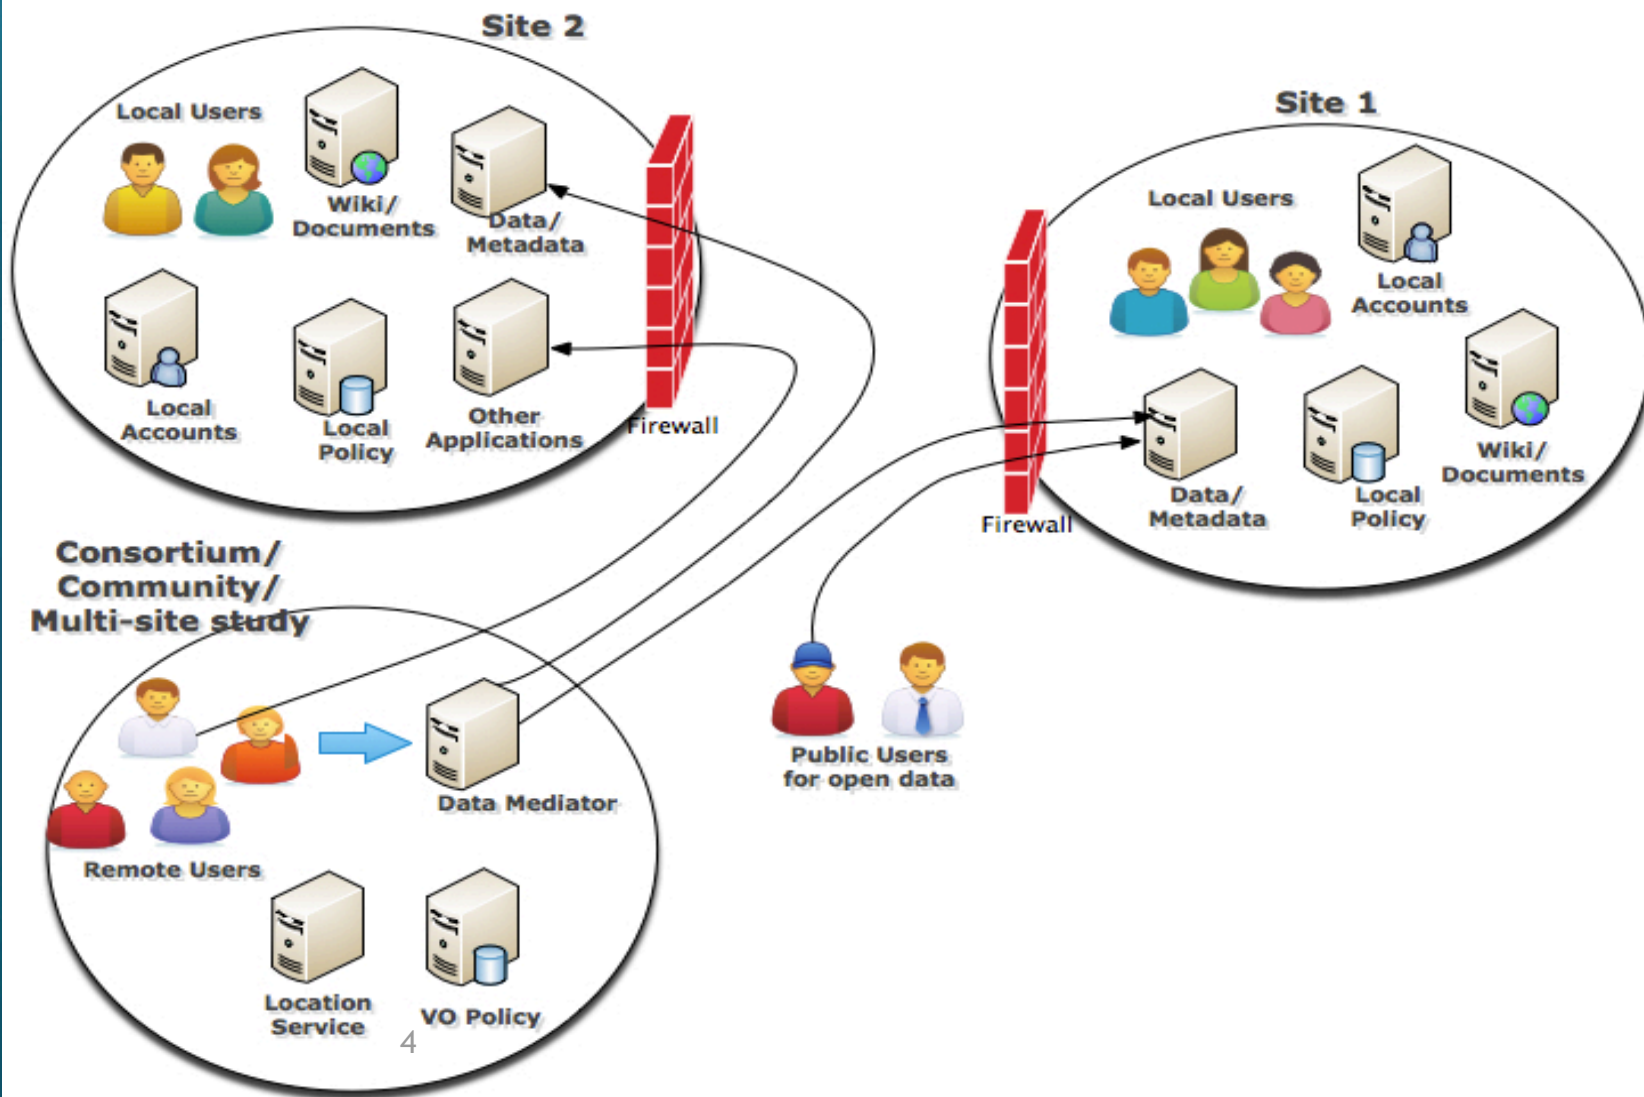 Site 2
Local Users
Wiki/
Documents
Data/
Metadata
Local
Accounts
Local
Policy
Other
Applications
Firewall
Site 1
Local Users
Local
Accounts
Wiki/
Documents
Data/
Metadata
Local
Policy
Firewall
Consortium/
Community/
Multi-site study
Remote Users
Data Mediator
Location
Service
VO Policy
Public Users
for open data
4